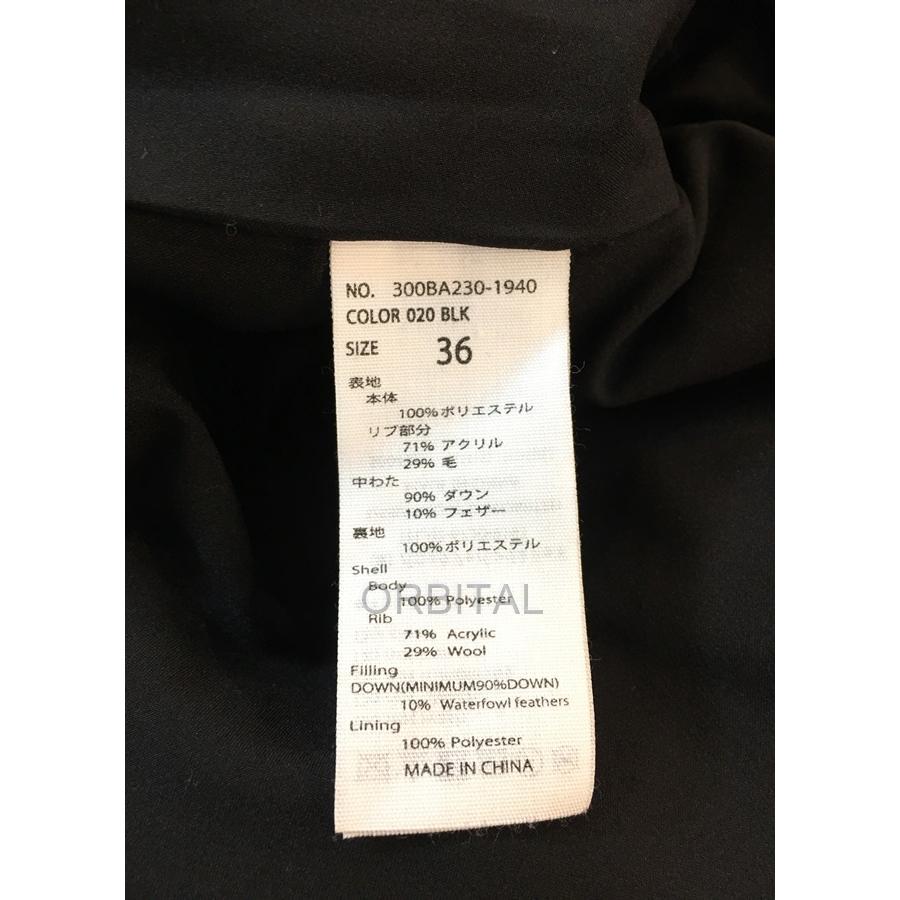 NO. 300BA230-1940
COLOR 020 BLK
SIZE 36
表地
本体
100%ポリエステル
リブ部分
71% アクリル
29% 毛
中わた
90% ダウン
10% フェザー
裏地
100%ポリエステル
Shell
Body
ORBITAL
100% Polyester
Rib
71% Acrylic
29% Wool
Filling
DOWN(MINIMUM90%DOWN)
10% Waterfowl feathers
Lining
100% Polyester
MADE IN CHINA